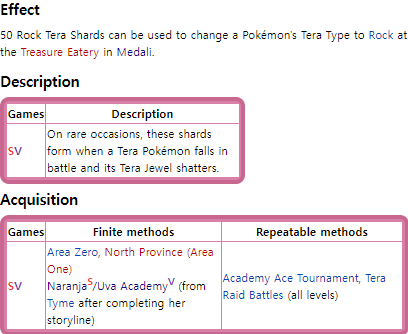 Effect
50 Rock Tera Shards can be used to change a Pokémon's Tera Type to Rock at
the Treasure Eatery in Medali.
Description
Games Description
SV
On rare occasions, these shards
form when a Tera Pokémon falls in
battle and its Tera Jewel shatters.
Acquisition
Games Finite methods Repeatable methods
SV
Area Zero, North Province (Area
One)
Naranja^S/Uva Academy^V (from
Tyme after completing her
storyline)
Academy Ace Tournament, Tera
Raid Battles (all levels)